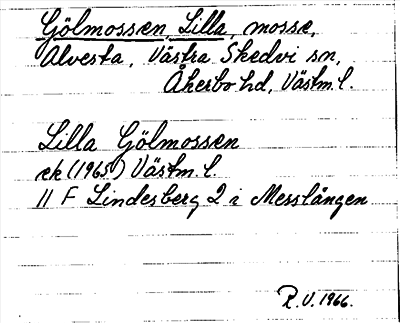 Gölmossen, Lilla, mosse,
Alvesta, Västra Skedvi sn,
Åkerbo hd, Västm. l.
Lilla Gölmossen
ek (1965) Västm. l.
11 F Lindesberg 2 i Messlången
R.V. 1966.